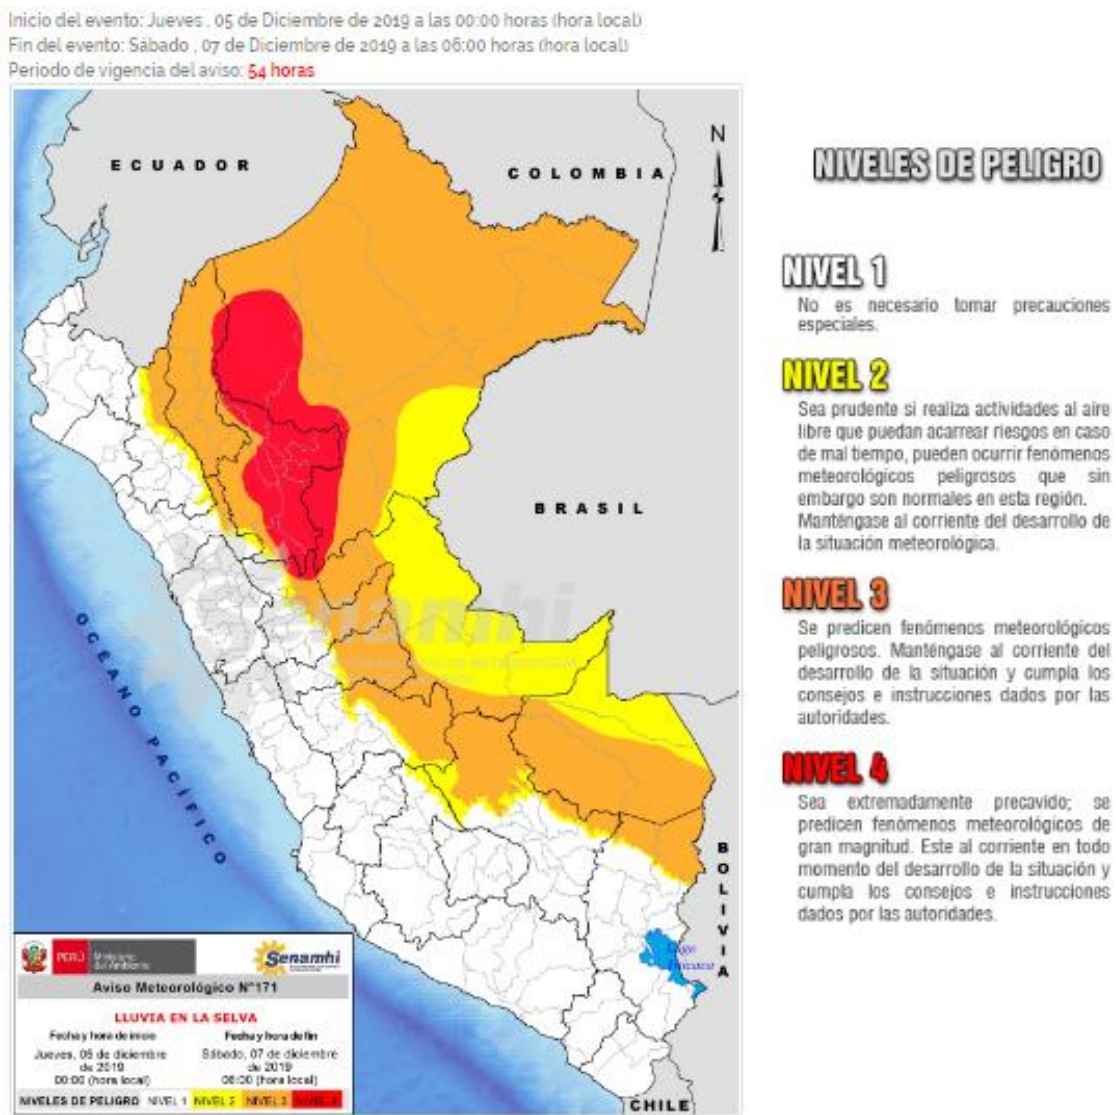 Inicio del evento: Jueves , 05 de Diciembre de 2019 a las 00:00 horas (hora local)
Fin del evento: Sábado , 07 de Diciembre de 2019 a las 06:00 horas (hora local)
Periodo de vigencia del aviso: 54 horas
ECUADOR
COLOMBIA
N
BRASIL
OCEANO PACÍFICO
BOLIVIA
Lago
CHILE
Senamhi
PERÚ
Ministerio
del Ambiente
Senamhi
Aviso Meteorológico N°171
LLUVIA EN LA SELVA
Fecha y hora de inicio
Jueves, 05 de diciembre
de 2019
00:00 (hora local)
Fecha y hora de fin
Sábado, 07 de diciembre
de 2019
06:00 (hora local)
NIVELES DE PELIGRO NIVEL 1 NIVEL 2 NIVEL 3 NIVEL 4
NIVELES DE PELIGRO
NIVEL 1
No es necesario tomar precauciones
especiales.
NIVEL 2
Sea prudente si realiza actividades al aire
libre que puedan acarrear riesgos en caso
de mal tiempo, pueden ocurrir fenómenos
meteorológicos peligrosos que sin
embargo son normales en esta región.
Manténgase al corriente del desarrollo de
la situación meteorológica.
NIVEL 3
Se predicen fenómenos meteorológicos
peligrosos. Manténgase al corriente del
desarrollo de la situación y cumpla los
consejos e instrucciones dados por las
autoridades.
NIVEL 4
Sea extremadamente precavido; se
predicen fenómenos meteorológicos de
gran magnitud. Este al corriente en todo
momento del desarrollo de la situación y
cumpla los consejos e instrucciones
dados por las autoridades.